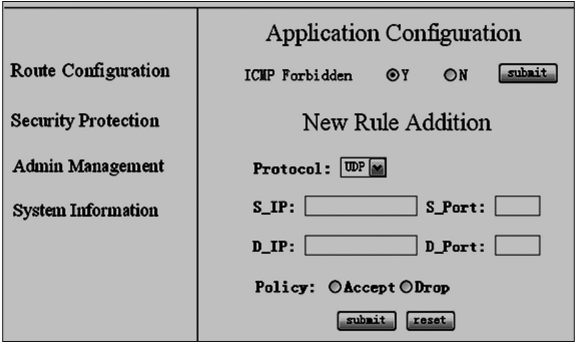 Route Configuration
Security Protection
Admin Management
System Information
Application Configuration
ICMP Forbidden Y N submit
New Rule Addition
Protocol: UDP
S_IP: S_Port:
D_IP: D_Port:
Policy: Accept Drop
submit reset